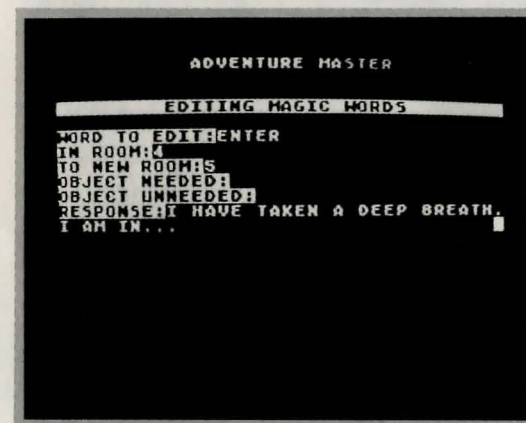 ADVENTURE MASTER
EDITING MAGIC WORDS
WORD TO EDIT:ENTER
IN ROOM:4
TO NEW ROOM:5
OBJECT NEEDED:
OBJECT UNNEEDED:
RESPONSE:I HAVE TAKEN A DEEP BREATH.
I AM IN...